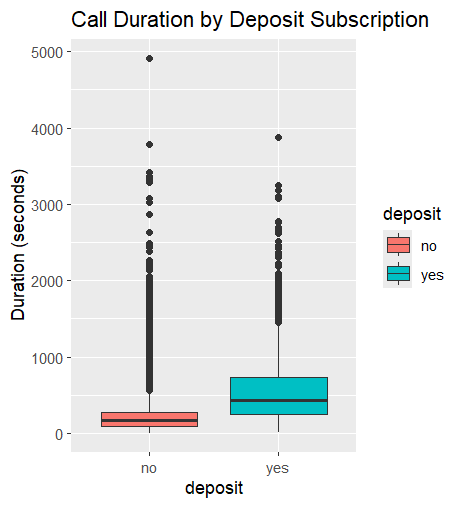 Call Duration by Deposit Subscription
5000
4000
3000
2000
1000
0
Duration (seconds)
no
yes
deposit
deposit
no
yes